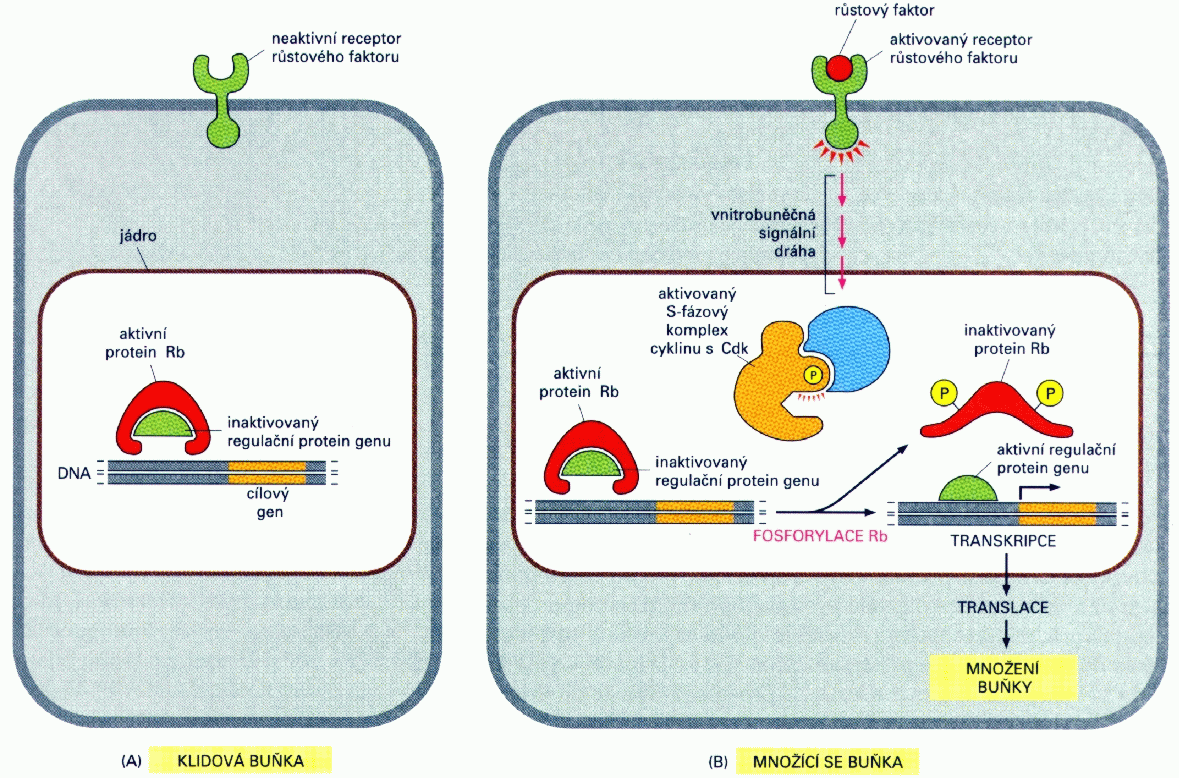 neaktivní receptor
růstového faktoru
jádro
aktivní
protein Rb
inaktivovaný
regulační protein genu
DNA
cílový
gen
(A) KLIDOVÁ BUŇKA
růstový faktor
aktivovaný receptor
růstového faktoru
vnitrobuněčná
signální
dráha
aktivovaný
S-fázový
komplex
cyklinu s Cdk
P
inaktivovaný
protein Rb
P
P
aktivní
protein Rb
inaktivovaný
regulační protein genu
aktivní regulační
protein genu
FOSFORYLACE Rb
TRANSKRIPCE
TRANSLACE
MNOŽENÍ
BUŇKY
(B) MNOŽÍCÍ SE BUŇKA